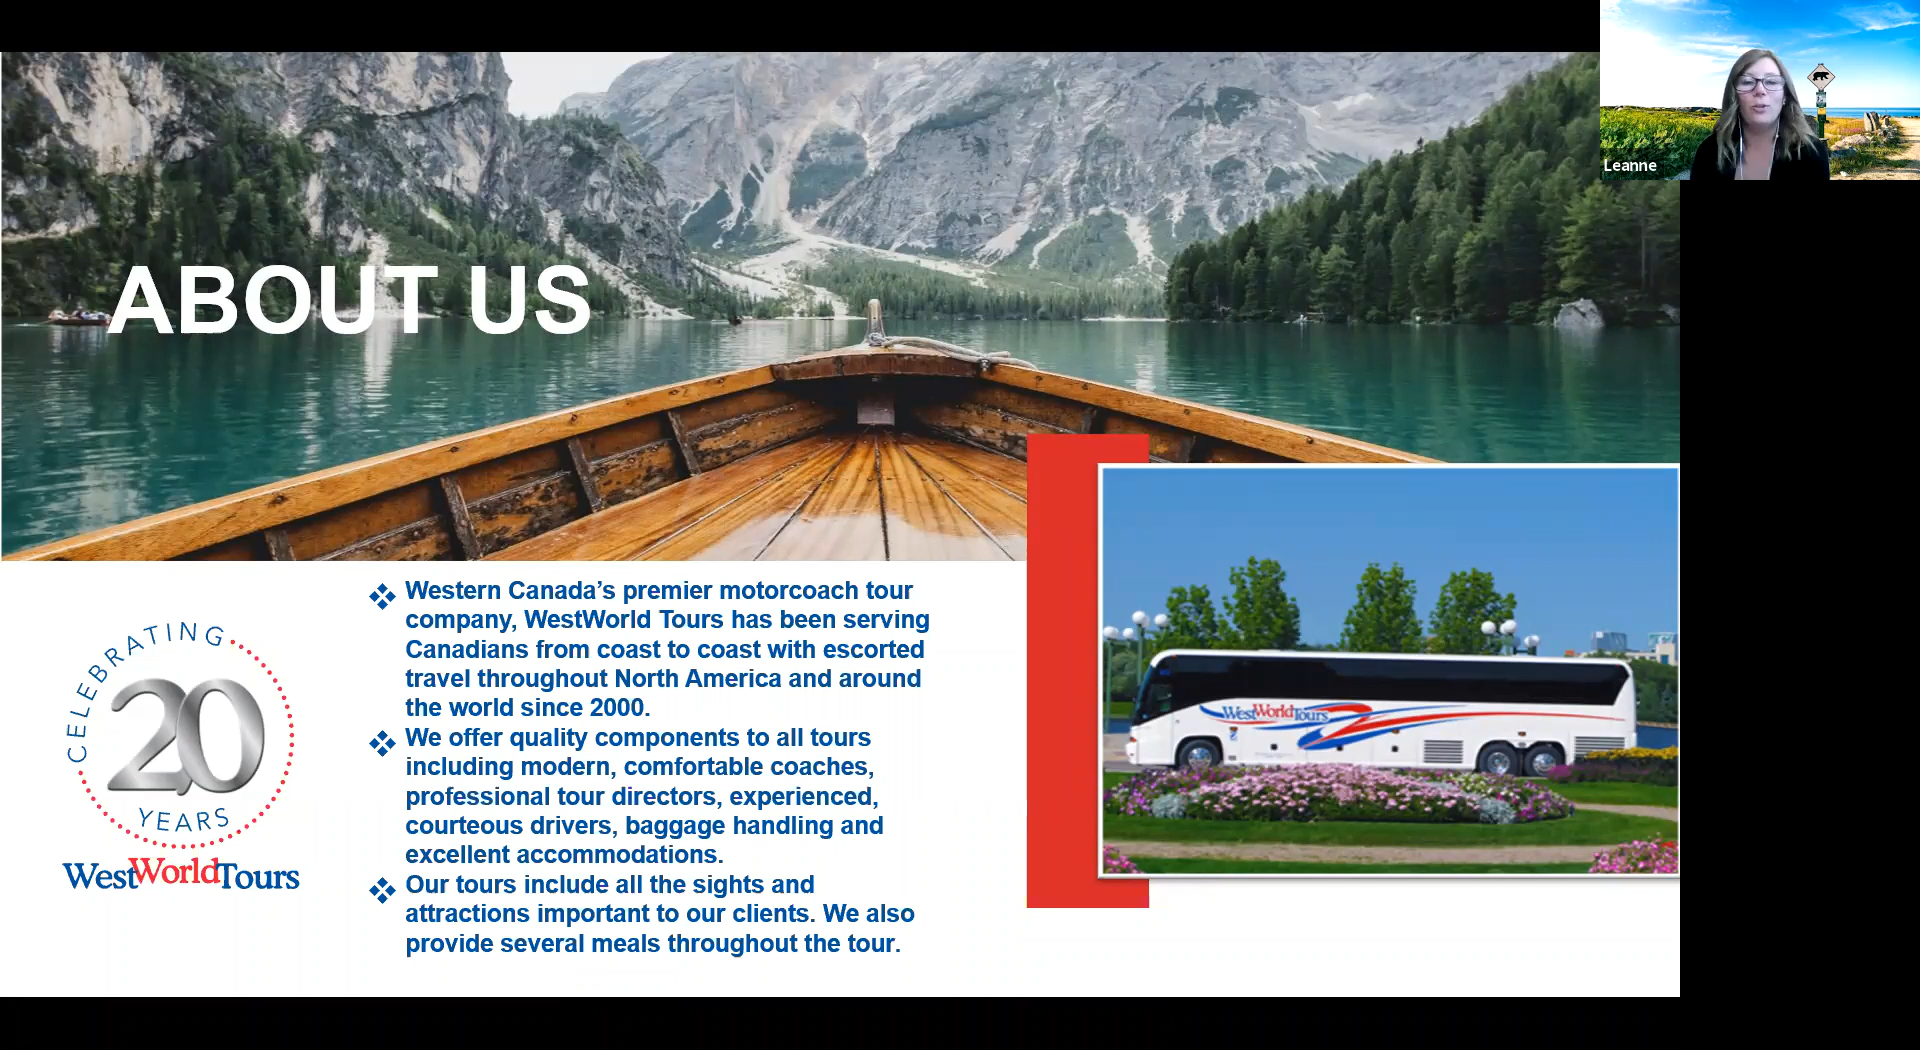 Leanne
ABOUT US
Western Canada’s premier motorcoach tour
company, WestWorld Tours has been serving
Canadians from coast to coast with escorted
travel throughout North America and around
the world since 2000.
We offer quality components to all tours
including modern, comfortable coaches,
professional tour directors, experienced,
courteous drivers, baggage handling and
excellent accommodations.
Our tours include all the sights and
attractions important to our clients. We also
provide several meals throughout the tour.
CELEBRATING
20
YEARS
WestWorldTours
WestWorldTours